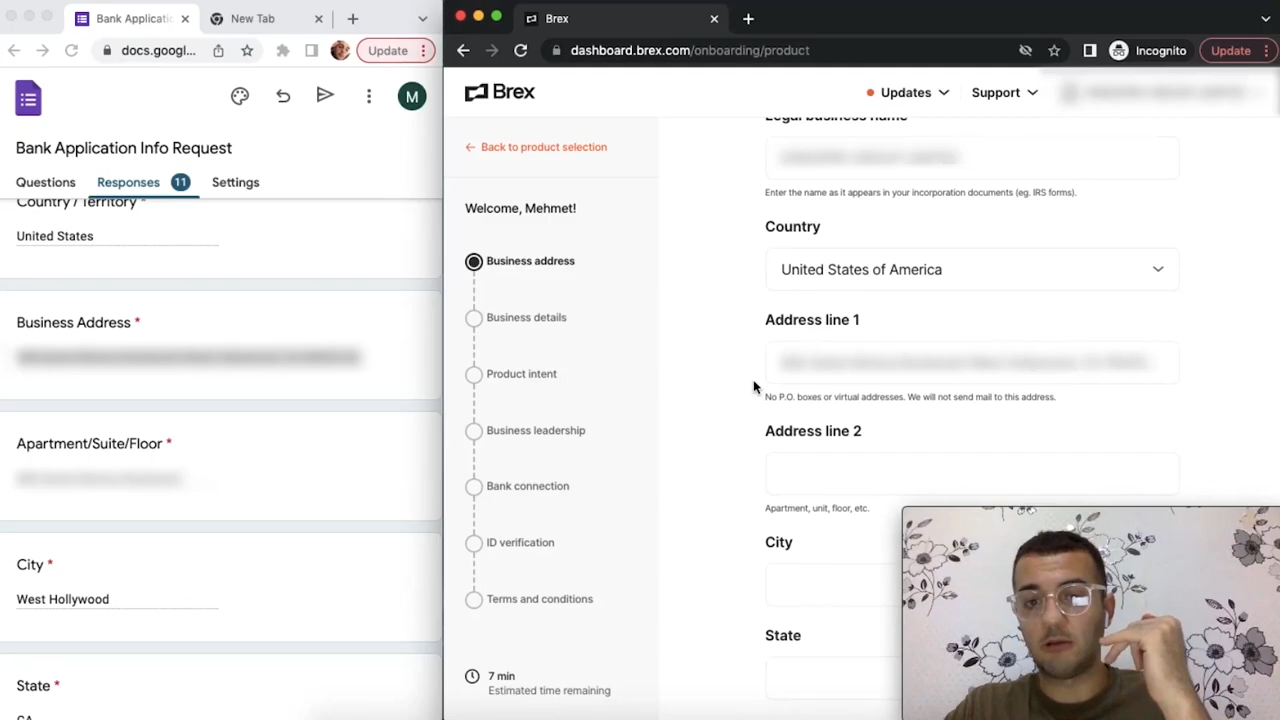 Bank Applicatio
New Tab
docs.googl...
Update
M
Bank Application Info Request
Questions
Responses
11
Settings
Country / Territory *
United States
Business Address *
Apartment/Suite/Floor *
City *
West Hollywood
State *
CA
Brex
dashboard.brex.com/onboarding/product
Incognito
Update
Brex
Updates
Support
← Back to product selection
Welcome, Mehmet!
Business address
Business details
Product intent
Business leadership
Bank connection
ID verification
Terms and conditions
7 min
Estimated time remaining
Legal business name
Enter the name as it appears in your incorporation documents (eg. IRS forms).
Country
United States of America
Address line 1
No P.O. boxes or virtual addresses. We will not send mail to this address.
Address line 2
Apartment, unit, floor, etc.
City
State